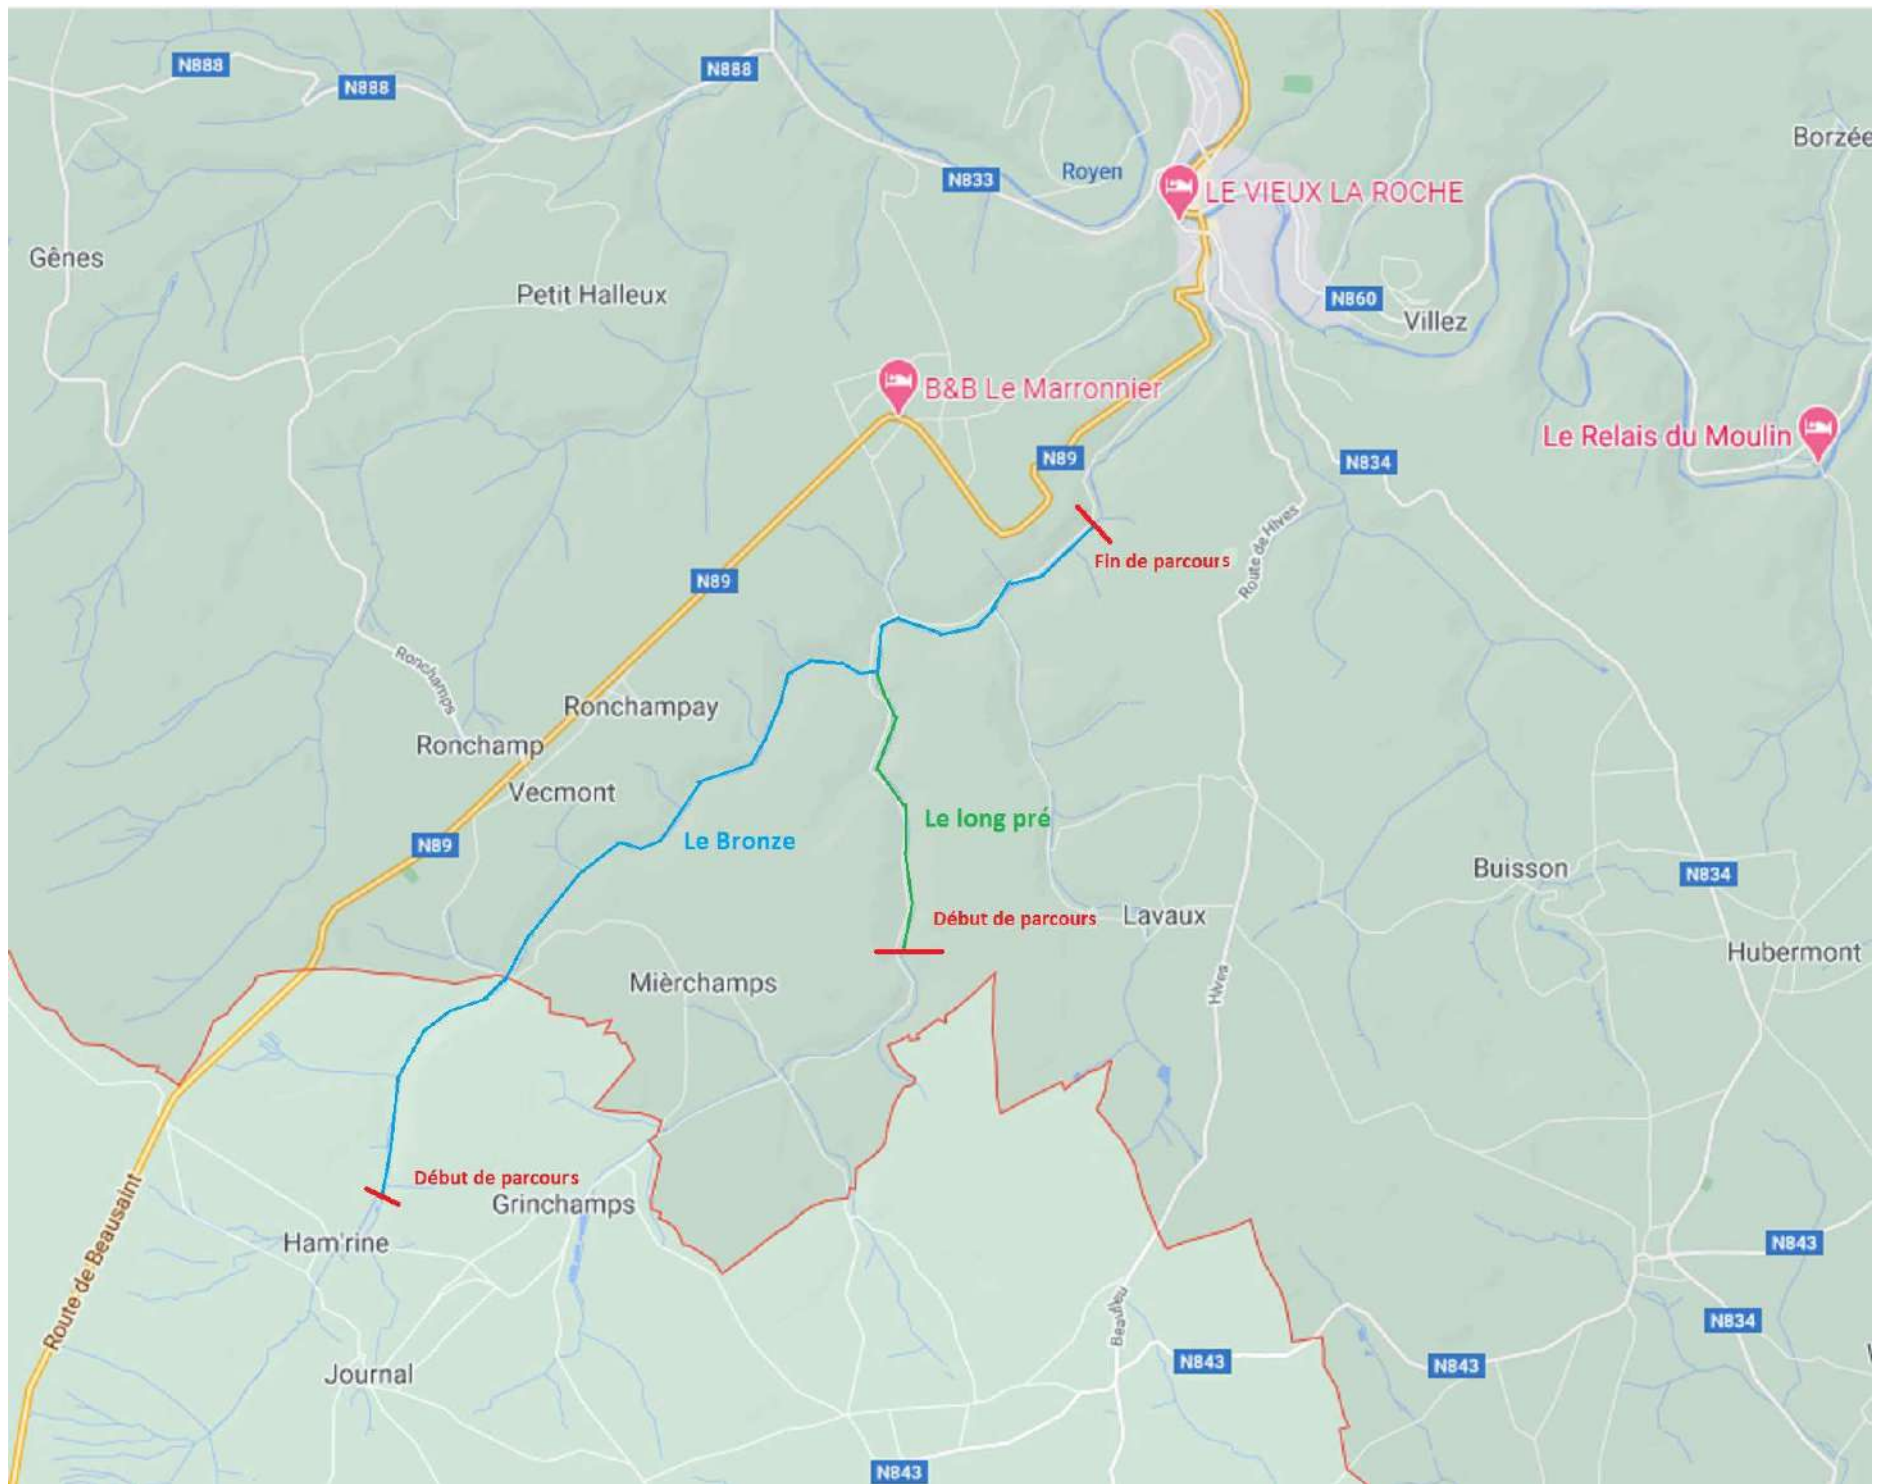 N888
N888
N888
Borzée
Royen
N833
LE VIEUX LA ROCHE
Gênes
Petit Halleux
N860
Villez
B&B Le Marronnier
Le Relais du Moulin
N89
N834
Route de Hives
Fin de parcours
N89
Ronchamps
Ronchampay
Ronchamp
Vecmont
Le long pré
Le Bronze
N89
Buisson
N834
Début de parcours
Lavaux
Hubermont
Mièrchamps
Hives
Début de parcours
Grinchamps
Ham'rine
N843
Route de Beausaint
Beaulieu
N834
N843
N843
Journal
N843